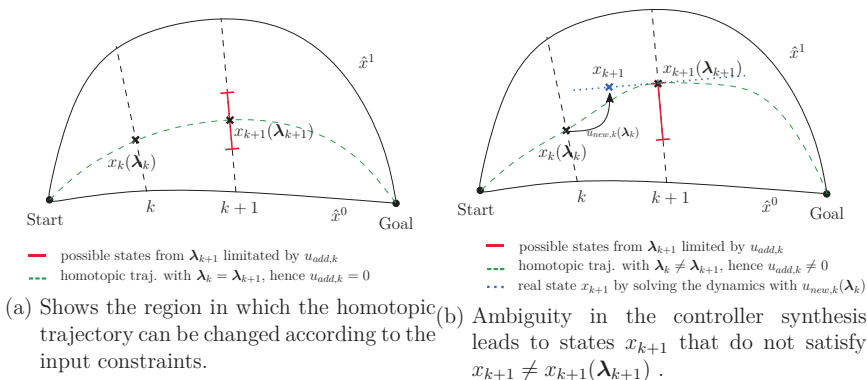 x̂¹
x_{k+1}(λ_{k+1})
x_k(λ_k)
k
k + 1
x̂⁰
Start
Goal
possible states from λ_{k+1} limitated by u_{add,k}
homotopic traj. with λ_k = λ_{k+1}, hence u_{add,k} = 0
(a) Shows the region in which the homotopic
trajectory can be changed according to the
input constraints.
x̂¹
x_{k+1}
x_{k+1}(λ_{k+1})
u_{new,k}(λ_k)
x_k(λ_k)
k
k + 1
x̂⁰
Start
Goal
possible states from λ_{k+1} limited by u_{add,k}
homotopic traj. with λ_k ≠ λ_{k+1}, hence u_{add,k} ≠ 0
real state x_{k+1} by solving the dynamics with u_{new,k}(λ_k)
(b) Ambiguity in the controller synthesis
leads to states x_{k+1} that do not satisfy
x_{k+1} ≠ x_{k+1}(λ_{k+1}) .